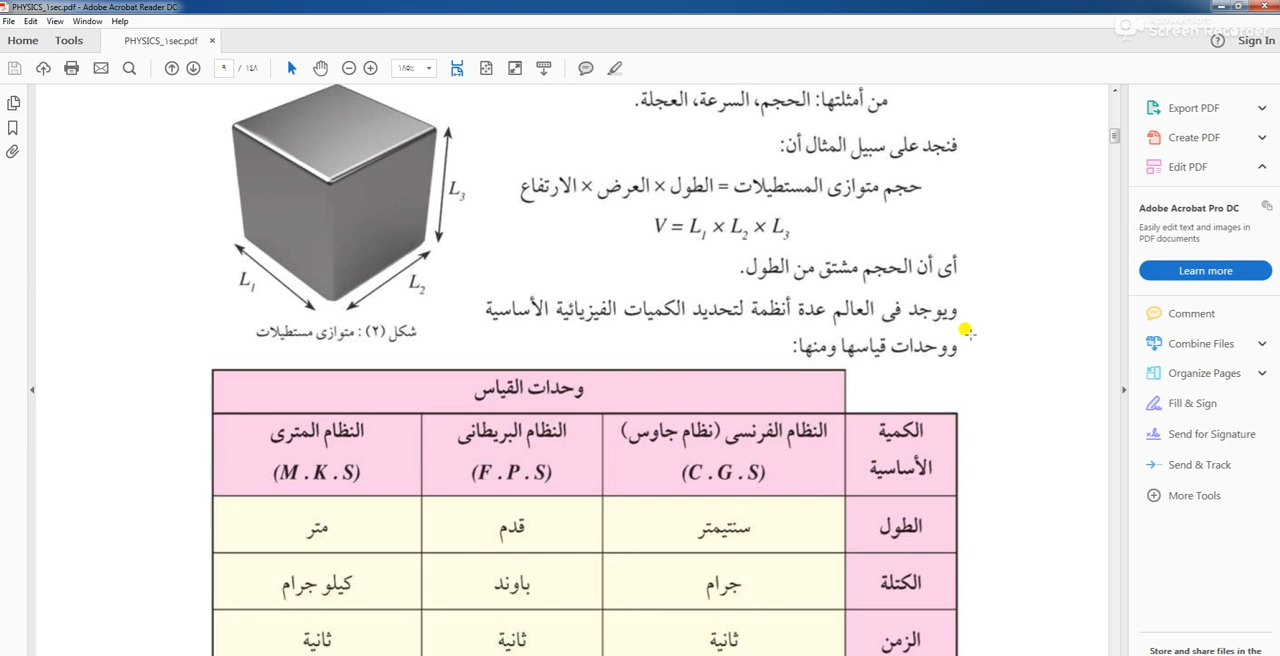 PHYSICS_1sec.pdf - Adobe Acrobat Reader DC
File Edit View Window Help
Home Tools PHYSICS_1sec.pdf × Sign In
Apowersoft
Screen Recorder
٩ / ١٤٨ ١٨٥%
من أمثلتها: الحجم، السرعة، العجلة.
فنجد على سبيل المثال أن:
حجم متوازى المستطيلات = الطول × العرض × الارتفاع
V = L1 × L2 × L3
أى أن الحجم مشتق من الطول.
L3
L1 L2
شكل (٢) : متوازى مستطيلات
ويوجد فى العالم عدة أنظمة لتحديد الكميات الفيزيائية الأساسية
ووحدات قياسها ومنها:
وحدات القياس
الكمية الأساسية النظام الفرنسى (نظام جاوس) النظام البريطانى النظام المترى
(C . G . S) (F . P . S) (M . K . S)
الطول سنتيمتر قدم متر
الكتلة جرام باوند كيلو جرام
الزمن ثانية ثانية ثانية
Export PDF
Create PDF
Edit PDF
Adobe Acrobat Pro DC
Easily edit text and images in
PDF documents
Learn more
Comment
Combine Files
Organize Pages
Fill & Sign
Send for Signature
Send & Track
More Tools
Store and share files in the